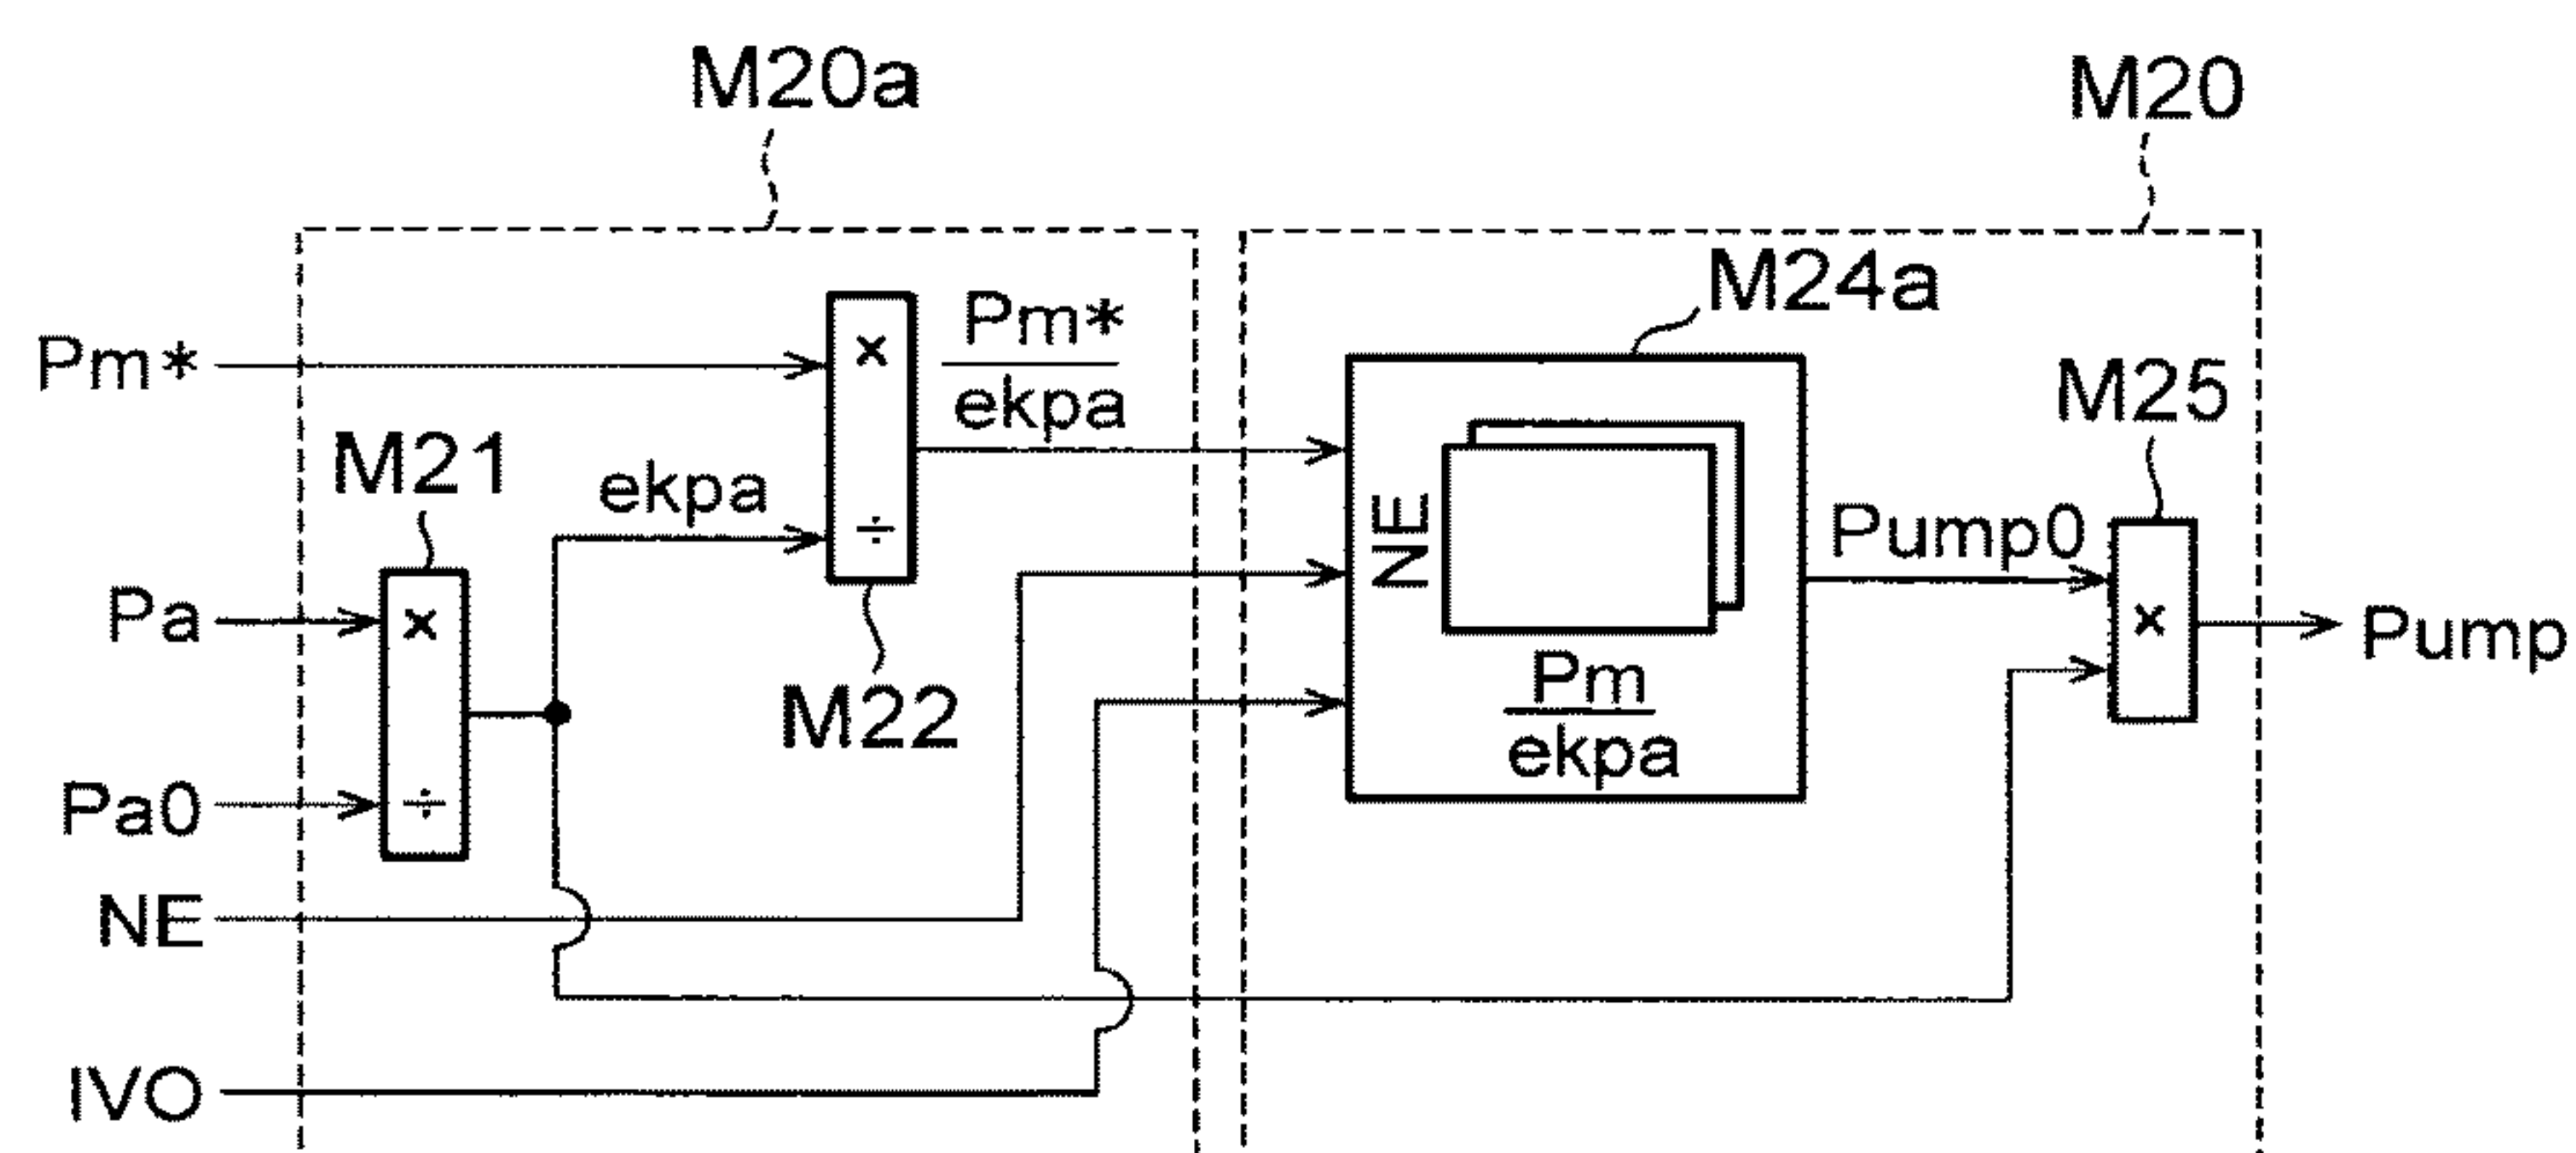 M20a
M20
M24a
Pm*
×
Pm*
ekpa
M25
M21
ekpa
÷
NE
Pump0
Pa
×
M22
Pm
ekpa
×
Pump
Pa0
÷
NE
IVO